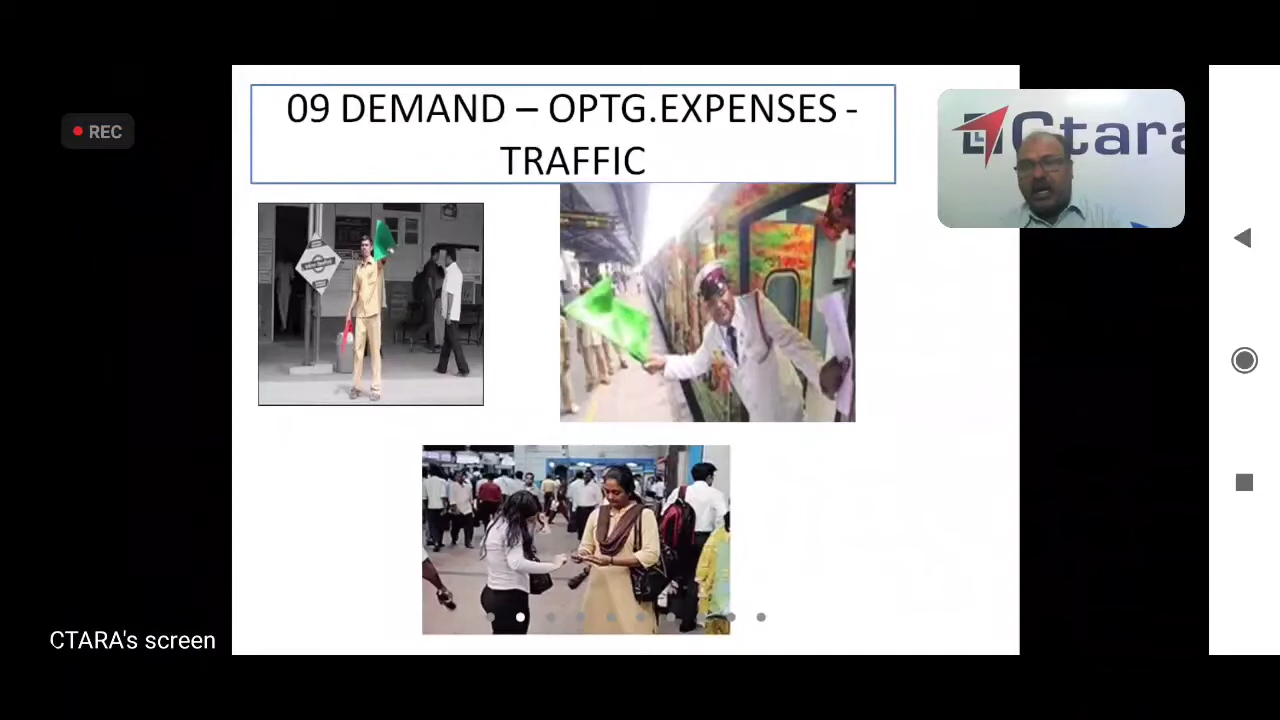 09 DEMAND – OPTG.EXPENSES -
TRAFFIC
REC
Ctara
CTARA's screen